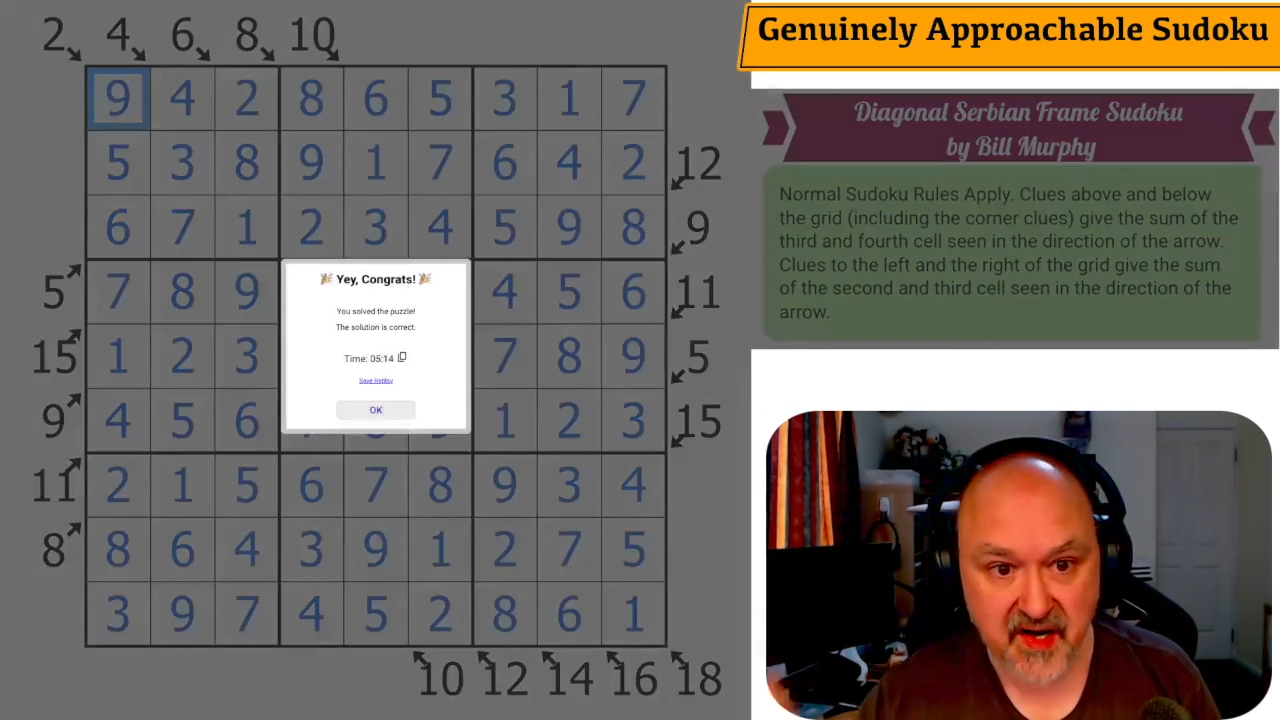 Genuinely Approachable Sudoku
Diagonal Serbian Frame Sudoku
by Bill Murphy
Normal Sudoku Rules Apply. Clues above and below
the grid (including the corner clues) give the sum of the
third and fourth cell seen in the direction of the arrow.
Clues to the left and the right of the grid give the sum
of the second and third cell seen in the direction of the
arrow.
2 4 6 8 10
9 4 2 8 6 5 3 1 7
5 3 8 9 1 7 6 4 2 12
6 7 1 2 3 4 5 9 8 9
5 7 8 9 4 5 6 11
15 1 2 3 7 8 9 5
9 4 5 6 1 2 3 15
11 2 1 5 6 7 8 9 3 4
8 8 6 4 3 9 1 2 7 5
3 9 7 4 5 2 8 6 1
10 12 14 16 18
🎉 Yey, Congrats! 🎉
You solved the puzzle!
The solution is correct.
Time: 05:14
Save Replay
OK